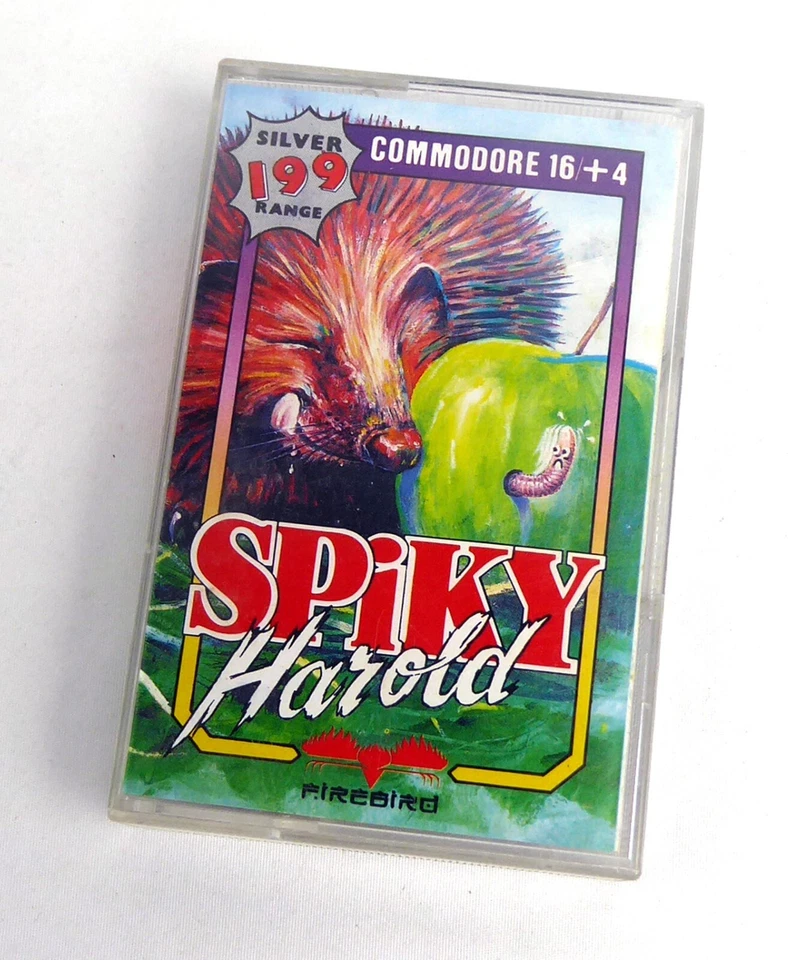 SILVER
199
RANGE
COMMODORE 16/+4
SPiKY
Harold
FIREBIRD